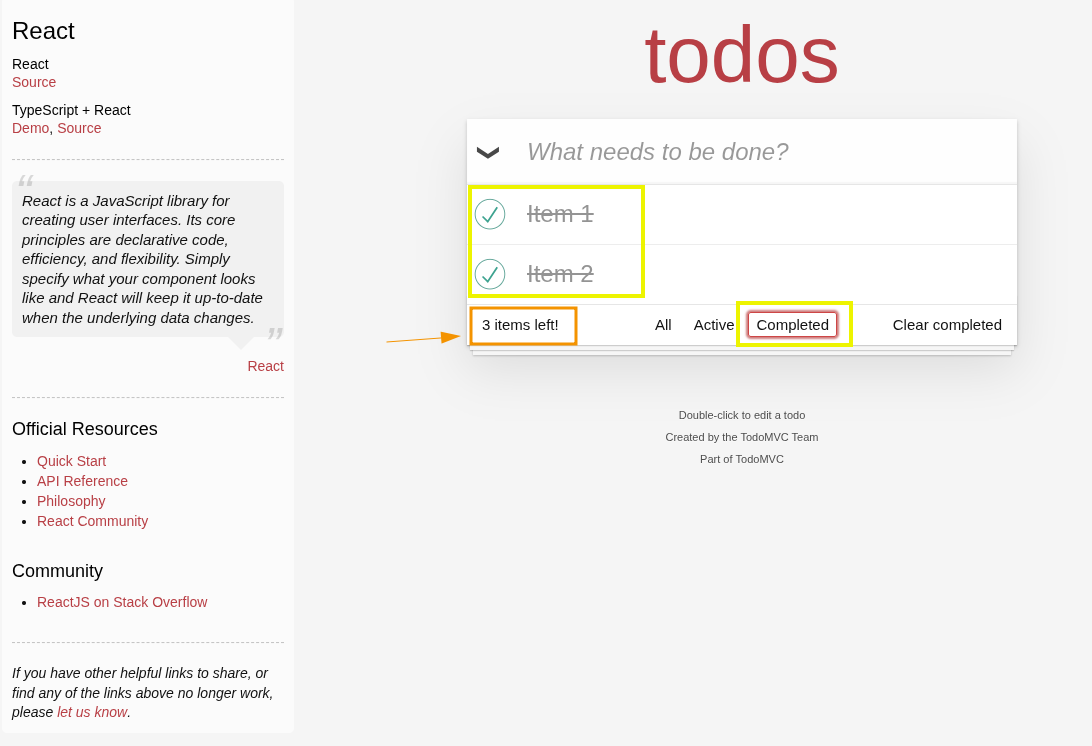 React
React
Source
TypeScript + React
Demo, Source
“
React is a JavaScript library for
creating user interfaces. Its core
principles are declarative code,
efficiency, and flexibility. Simply
specify what your component looks
like and React will keep it up-to-date
when the underlying data changes.
”
React
Official Resources
Quick Start
API Reference
Philosophy
React Community
Community
ReactJS on Stack Overflow
If you have other helpful links to share, or
find any of the links above no longer work,
please let us know.
todos
What needs to be done?
Item 1
Item 2
3 items left! All Active Completed Clear completed
Double-click to edit a todo
Created by the TodoMVC Team
Part of TodoMVC